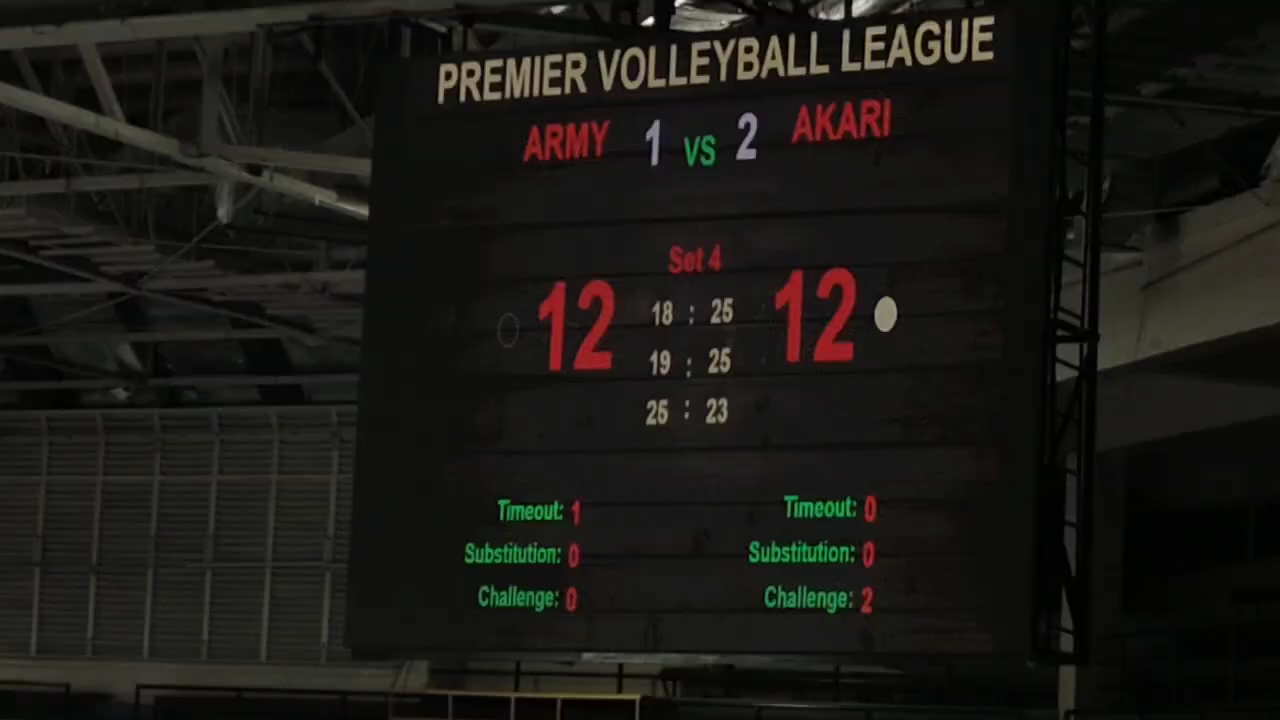 PREMIER VOLLEYBALL LEAGUE
ARMY 1 VS 2 AKARI
Set 4
12 12
18 : 25
19 : 25
25 : 23
Timeout: 1 Timeout: 0
Substitution: 0 Substitution: 0
Challenge: 0 Challenge: 2